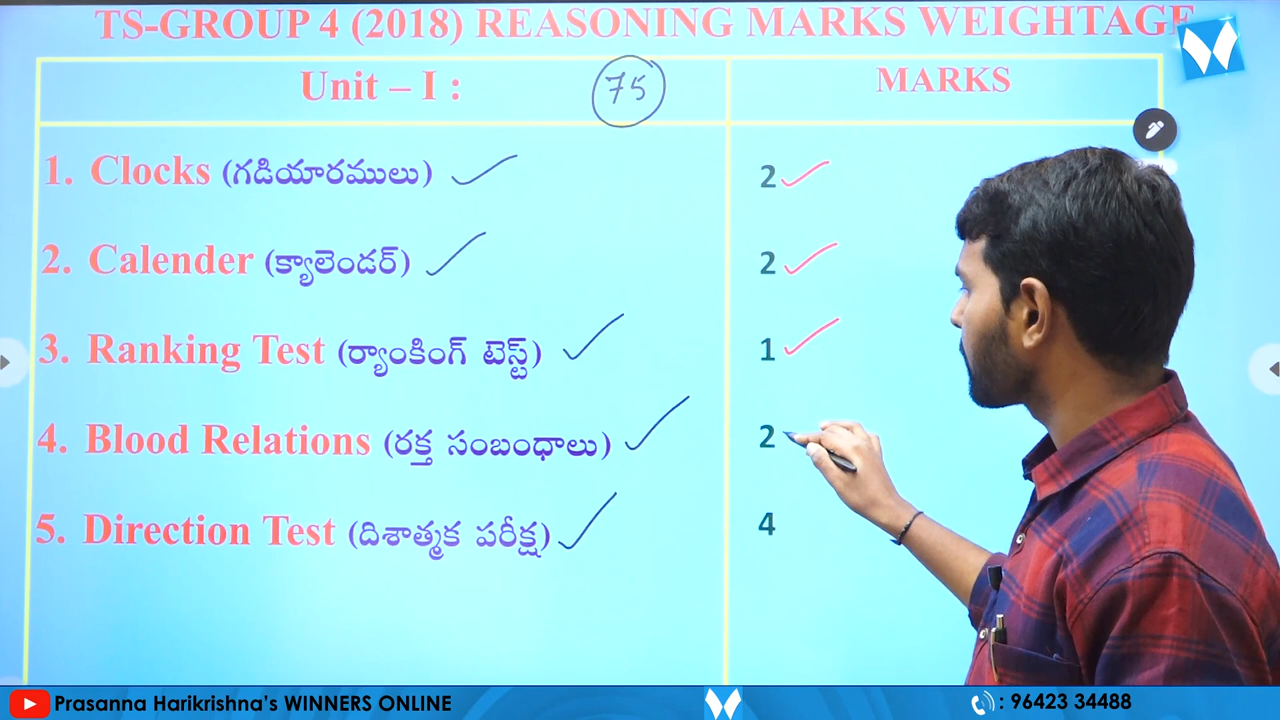 TS-GROUP 4 (2018) REASONING MARKS WEIGHTAGE
Unit – I : 75 MARKS
1. Clocks (గడియారములు) 2
2. Calender (క్యాలెండర్) 2
3. Ranking Test (ర్యాంకింగ్ టెస్ట్) 1
4. Blood Relations (రక్త సంబంధాలు) 2
5. Direction Test (దిశాత్మక పరీక్ష) 4
Prasanna Harikrishna's WINNERS ONLINE : 96423 34488